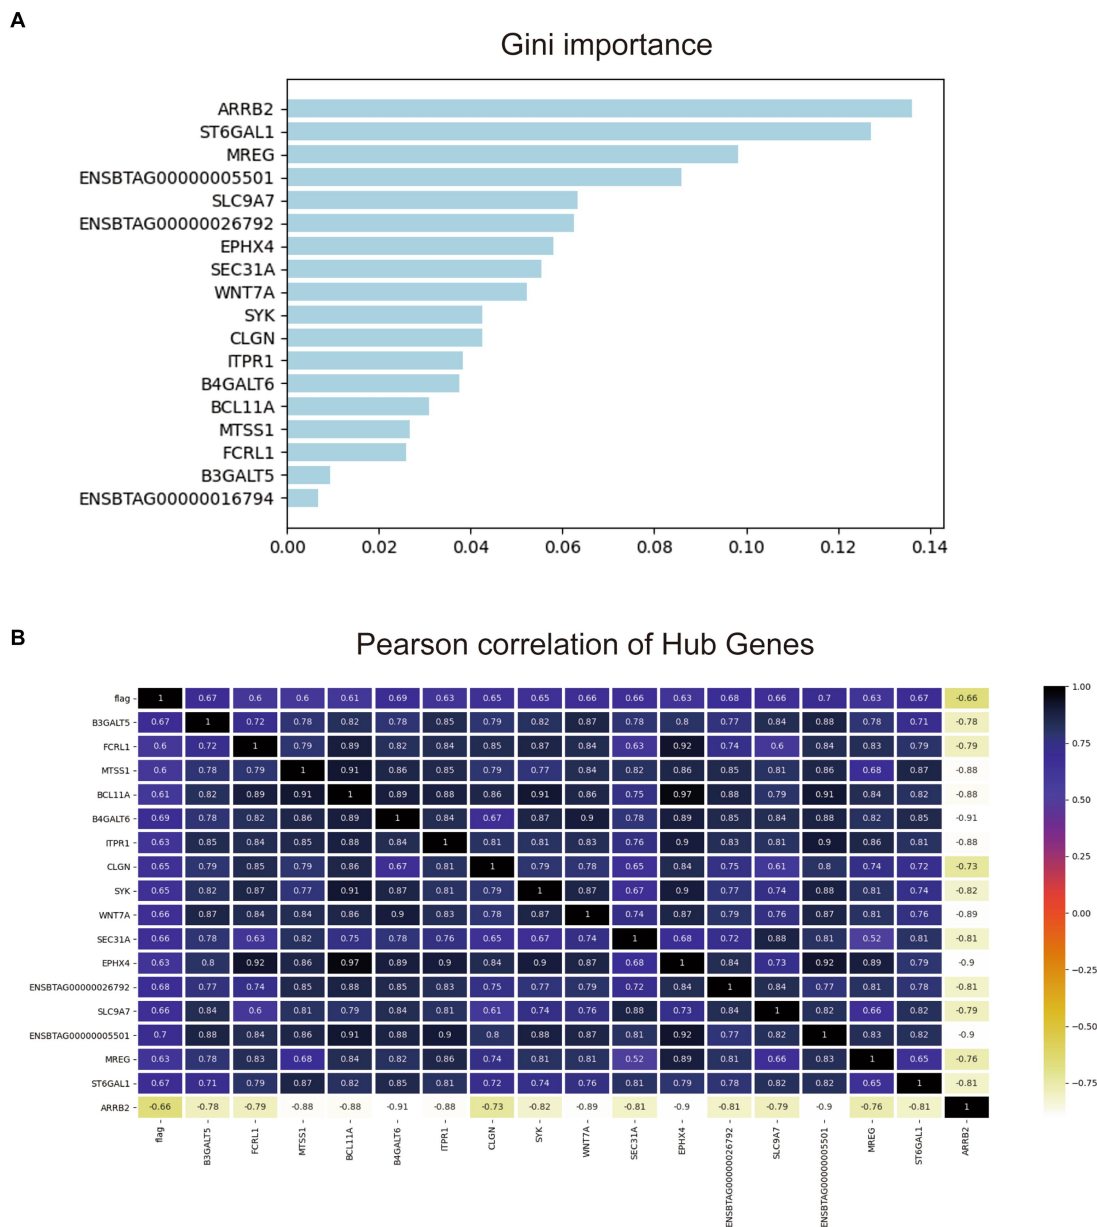 A
Gini importance
ARRB2
ST6GAL1
MREG
ENSBTAG00000005501
SLC9A7
ENSBTAG00000026792
EPHX4
SEC31A
WNT7A
SYK
CLGN
ITPR1
B4GALT6
BCL11A
MTSS1
FCRL1
B3GALT5
ENSBTAG00000016794
0.00 0.02 0.04 0.06 0.08 0.10 0.12 0.14
B
Pearson correlation of Hub Genes
flag 1 0.67 0.6 0.6 0.61 0.69 0.63 0.65 0.65 0.66 0.66 0.63 0.68 0.66 0.7 0.63 0.67 -0.66
B3GALT5 0.67 1 0.72 0.78 0.82 0.78 0.85 0.79 0.82 0.87 0.78 0.8 0.77 0.84 0.88 0.78 0.71 -0.78
FCRL1 0.6 0.72 1 0.79 0.89 0.82 0.84 0.85 0.87 0.84 0.63 0.92 0.74 0.6 0.84 0.83 0.79 -0.79
MTSS1 0.6 0.78 0.79 1 0.91 0.86 0.85 0.79 0.77 0.84 0.82 0.86 0.85 0.81 0.86 0.68 0.87 -0.88
BCL11A 0.61 0.82 0.89 0.91 1 0.89 0.88 0.86 0.91 0.86 0.75 0.97 0.88 0.79 0.91 0.84 0.82 -0.88
B4GALT6 0.69 0.78 0.82 0.86 0.89 1 0.84 0.67 0.87 0.9 0.78 0.89 0.85 0.84 0.88 0.82 0.85 -0.91
ITPR1 0.63 0.85 0.84 0.85 0.88 0.84 1 0.81 0.81 0.83 0.76 0.9 0.83 0.81 0.9 0.86 0.81 -0.88
CLGN 0.65 0.79 0.85 0.79 0.86 0.67 0.81 1 0.79 0.78 0.65 0.84 0.75 0.61 0.8 0.74 0.72 -0.73
SYK 0.65 0.82 0.87 0.77 0.91 0.87 0.81 0.79 1 0.87 0.67 0.9 0.77 0.74 0.88 0.81 0.74 -0.82
WNT7A 0.66 0.87 0.84 0.84 0.86 0.9 0.83 0.78 0.87 1 0.74 0.87 0.79 0.76 0.87 0.81 0.76 -0.89
SEC31A 0.66 0.78 0.63 0.82 0.75 0.78 0.76 0.65 0.67 0.74 1 0.68 0.72 0.88 0.81 0.52 0.81 -0.81
EPHX4 0.63 0.8 0.92 0.86 0.97 0.89 0.9 0.84 0.9 0.87 0.68 1 0.84 0.73 0.92 0.89 0.79 -0.9
ENSBTAG00000026792 0.68 0.77 0.74 0.85 0.88 0.85 0.83 0.75 0.77 0.79 0.72 0.84 1 0.84 0.77 0.81 0.78 -0.81
SLC9A7 0.66 0.84 0.6 0.81 0.79 0.84 0.81 0.61 0.74 0.76 0.88 0.73 0.84 1 0.82 0.66 0.82 -0.79
ENSBTAG00000005501 0.7 0.88 0.84 0.86 0.91 0.88 0.9 0.8 0.88 0.87 0.81 0.92 0.77 0.82 1 0.83 0.82 -0.9
MREG 0.63 0.78 0.83 0.68 0.84 0.82 0.86 0.74 0.81 0.81 0.52 0.89 0.81 0.66 0.83 1 0.65 -0.76
ST6GAL1 0.67 0.71 0.79 0.87 0.82 0.85 0.81 0.72 0.74 0.76 0.81 0.79 0.78 0.82 0.82 0.65 1 -0.81
ARRB2 -0.66 -0.78 -0.79 -0.88 -0.88 -0.91 -0.88 -0.73 -0.82 -0.89 -0.81 -0.9 -0.81 -0.79 -0.9 -0.76 -0.81 1
flag B3GALT5 FCRL1 MTSS1 BCL11A B4GALT6 ITPR1 CLGN SYK WNT7A SEC31A EPHX4 ENSBTAG00000026792 SLC9A7 ENSBTAG00000005501 MREG ST6GAL1 ARRB2
1.00
0.75
0.50
0.25
0.00
−0.25
−0.50
−0.75